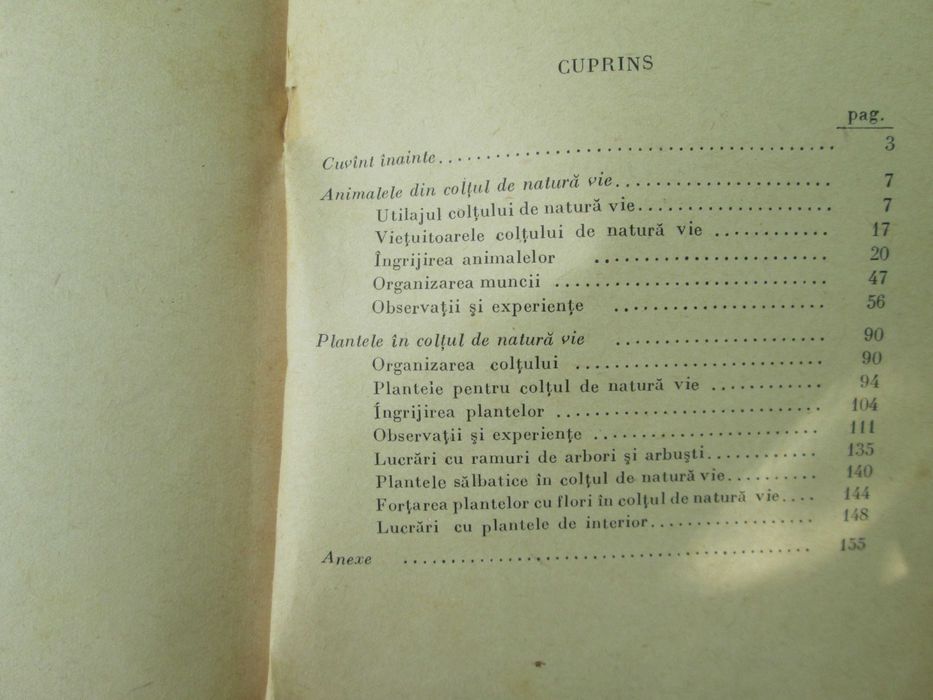 CUPRINS
pag.
Cuvînt înainte........................................ 3
Animalele din colțul de natură vie...................... 7
Utilajul colțului de natură vie.................... 7
Viețuitoarele colțului de natură vie ............ 17
Îngrijirea animalelor ........................ 20
Organizarea muncii ............................ 47
Observații și experiențe ...................... 56
Plantele în colțul de natură vie ...................... 90
Organizarea colțului .......................... 90
Plantele pentru colțul de natură vie ............ 94
Îngrijirea plantelor ............................ 104
Observații și experiențe ........................ 111
Lucrări cu ramuri de arbori și arbuști............ 135
Plantele sălbatice în colțul de natură vie.......... 140
Forțarea plantelor cu flori în colțul de natură vie.... 144
Lucrări cu plantele de interior.................. 148
Anexe ........................................ 155